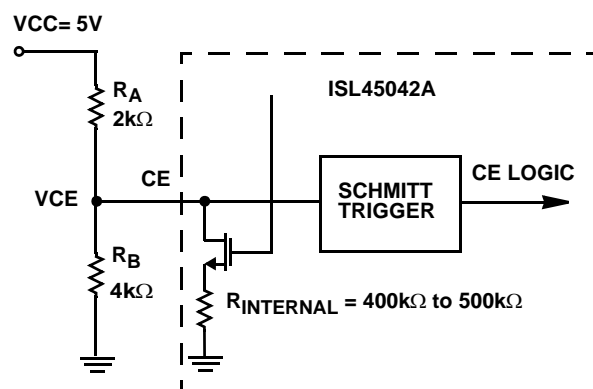 VCC= 5V
ISL45042A
RA
2kΩ
CE
VCE
SCHMITT
TRIGGER
CE LOGIC
RB
4kΩ
RINTERNAL = 400kΩ to 500kΩ